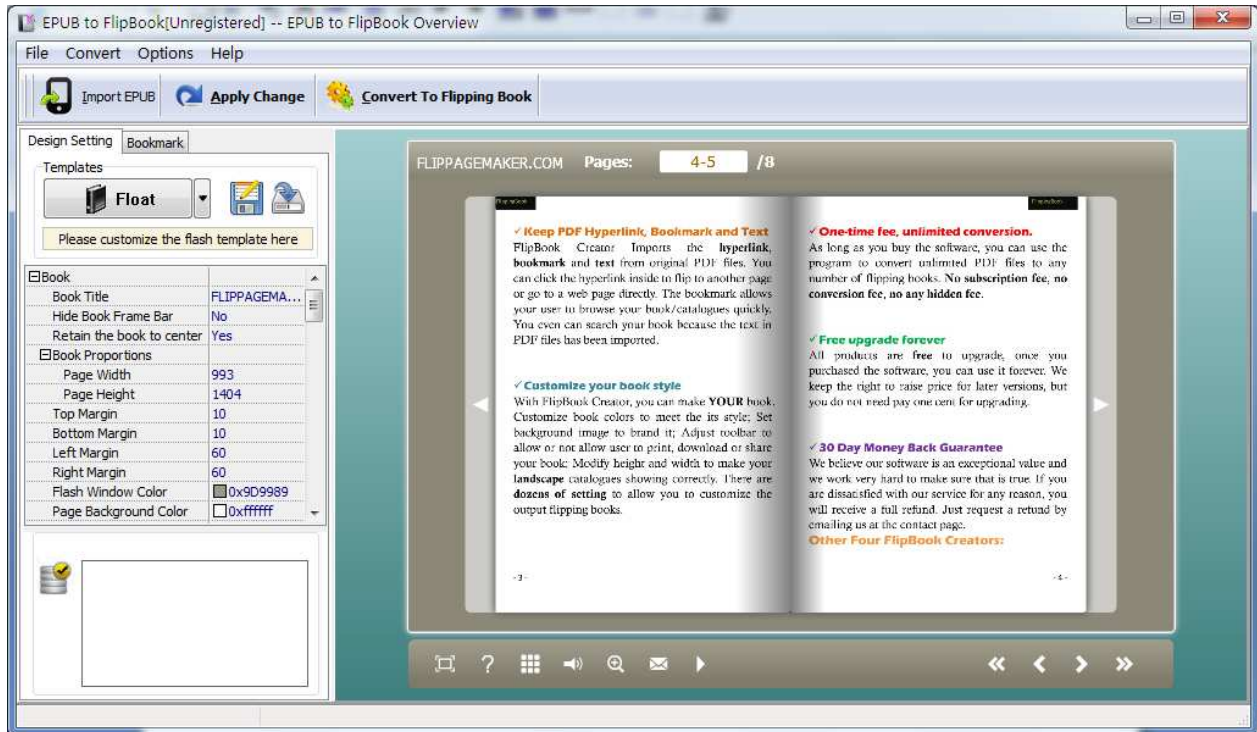 EPUB to FlipBook[Unregistered] -- EPUB to FlipBook Overview
File Convert Options Help
Import EPUB Apply Change Convert To Flipping Book
Design Setting Bookmark
Templates
Float
Please customize the flash template here
Book
Book Title FLIPPAGEMA...
Hide Book Frame Bar No
Retain the book to center Yes
Book Proportions
Page Width 993
Page Height 1404
Top Margin 10
Bottom Margin 10
Left Margin 60
Right Margin 60
Flash Window Color 0x9D9989
Page Background Color 0xffffff
FLIPPAGEMAKER.COM Pages: 4-5 /8
✓Keep PDF Hyperlink, Bookmark and Text
FlipBook Creator Imports the hyperlink,
bookmark and text from original PDF files. You
can click the hyperlink inside to flip to another page
or go to a web page directly. The bookmark allows
your user to browse your book/catalogues quickly.
You even can search your book because the text in
PDF files has been imported.
✓Customize your book style
With FlipBook Creator, you can make YOUR book.
Customize book colors to meet the its style; Set
background image to brand it; Adjust toolbar to
allow or not allow user to print, download or share
your book; Modify height and width to make your
landscape catalogues showing correctly. There are
dozens of setting to allow you to customize the
output flipping books.
- 3 -
✓One-time fee, unlimited conversion.
As long as you buy the software, you can use the
program to convert unlimited PDF files to any
number of flipping books. No subscription fee, no
conversion fee, no any hidden fee.
✓Free upgrade forever
All products are free to upgrade, once you
purchased the software, you can use it forever. We
keep the right to raise price for later versions, but
you do not need pay one cent for upgrading.
✓30 Day Money Back Guarantee
We believe our software is an exceptional value and
we work very hard to make sure that is true. If you
are dissatisfied with our service for any reason, you
will receive a full refund. Just request a refund by
emailing us at the contact page.
Other Four FlipBook Creators:
- 4 -